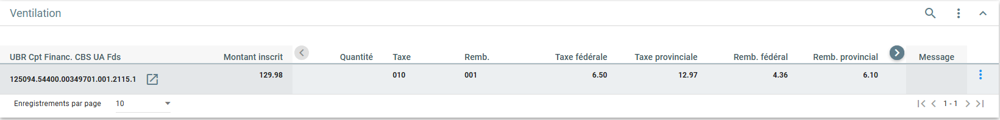 Ventilation
UBR Cpt Financ. CBS UA Fds Montant inscrit Quantité Taxe Remb. Taxe fédérale Taxe provinciale Remb. fédéral Remb. provincial Message
125094.54400.00349701.001.2115.1 129.98 010 001 6.50 12.97 4.36 6.10
Enregistrements par page 10 1 - 1